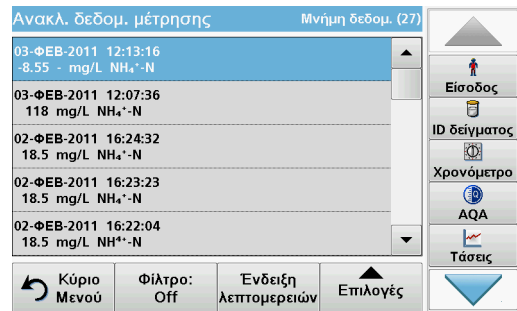 Ανακλ. δεδομ. μέτρησης Μνήμη δεδομ. (27)
03-ΦΕΒ-2011 12:13:16
-8.55 - mg/L NH₄⁺-N
03-ΦΕΒ-2011 12:07:36
118 mg/L NH₄⁺-N
02-ΦΕΒ-2011 16:24:32
18.5 mg/L NH₄⁺-N
02-ΦΕΒ-2011 16:23:23
18.5 mg/L NH₄⁺-N
02-ΦΕΒ-2011 16:22:04
18.5 mg/L NH⁴⁺-N
Είσοδος
ID δείγματος
Χρονόμετρο
AQA
Τάσεις
Κύριο
Μενού
Φίλτρο:
Off
Ένδειξη
λεπτομερειών
Επιλογές